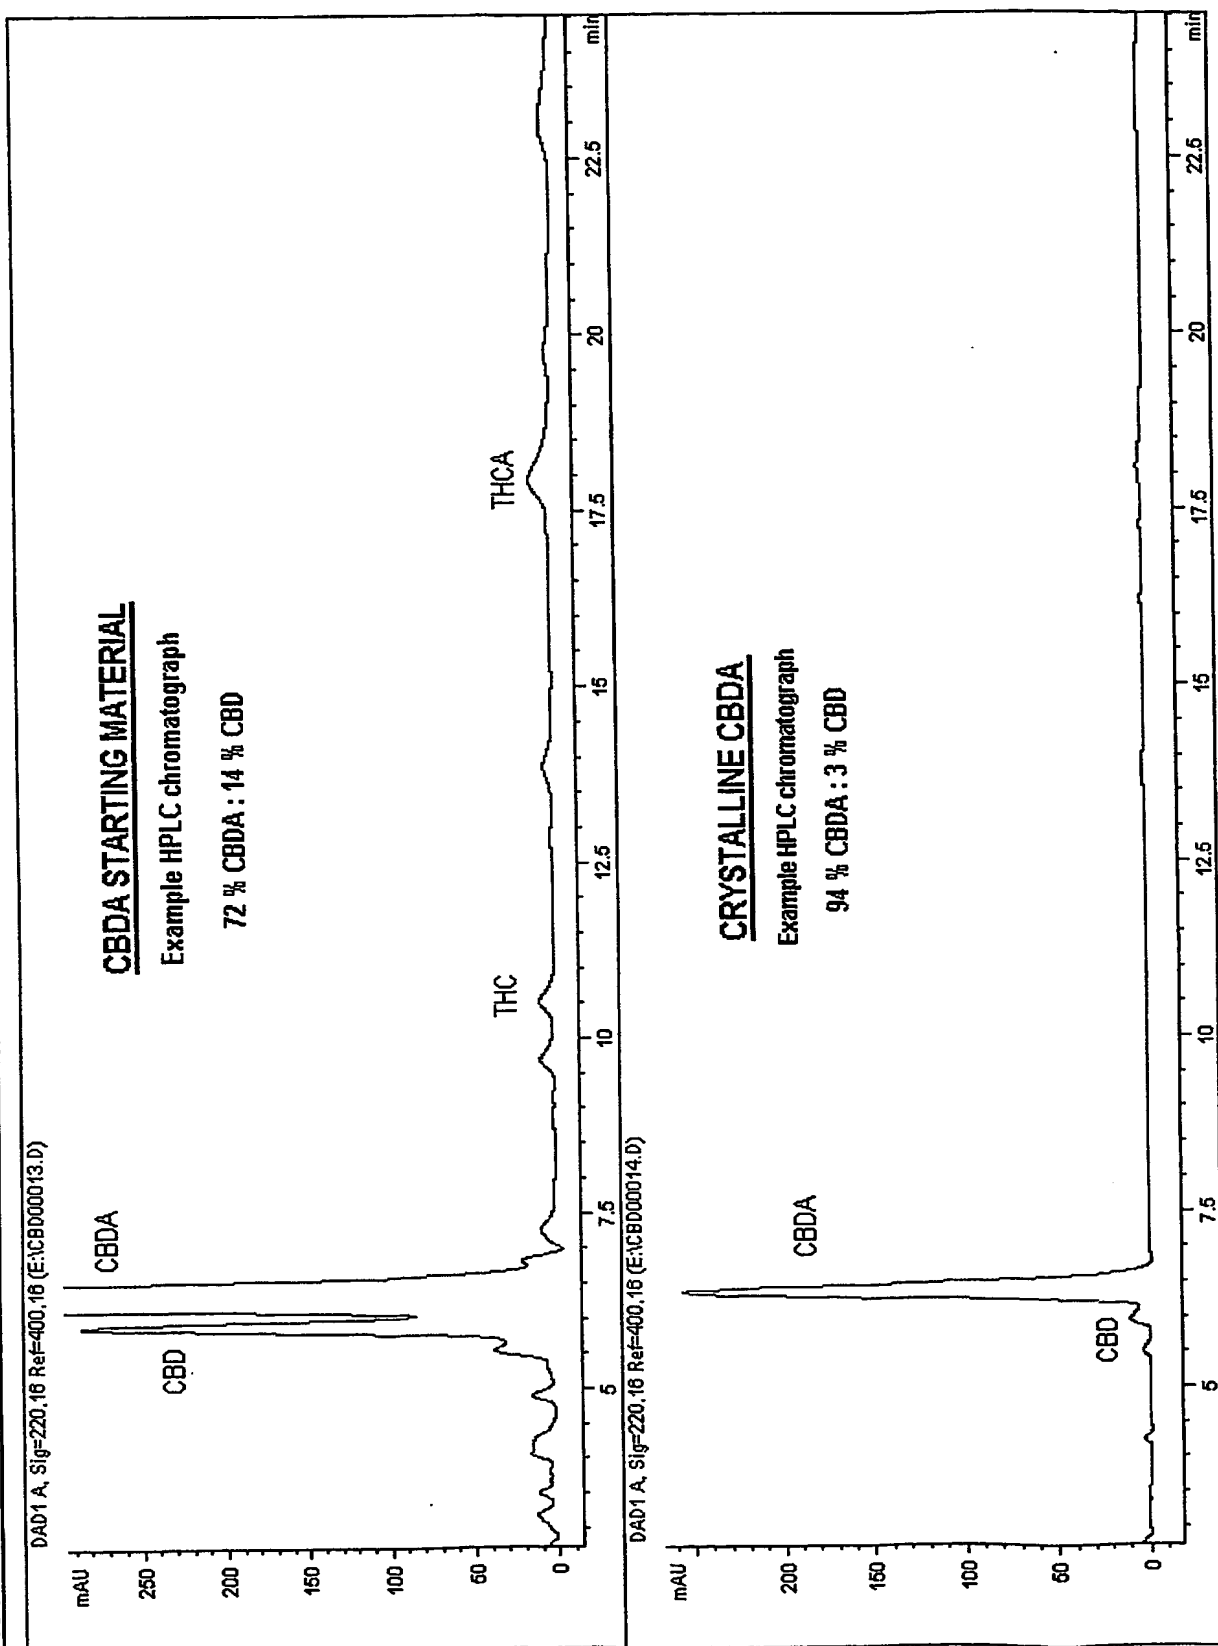 DAD1 A, Sig=220,16 Ref=400,16 (E:\CBD00013.D)
mAU
250
200
150
100
50
0
CBD
CBDA
THC
THCA
CBDA STARTING MATERIAL
Example HPLC chromatograph
72 % CBDA : 14 % CBD
5
7.5
10
12.5
15
17.5
20
22.5
min
DAD1 A, Sig=220,16 Ref=400,16 (E:\CBD00014.D)
mAU
200
150
100
50
0
CBD
CBDA
CRYSTALLINE CBDA
Example HPLC chromatograph
94 % CBDA : 3 % CBD
5
7.5
10
12.5
15
17.5
20
22.5
min